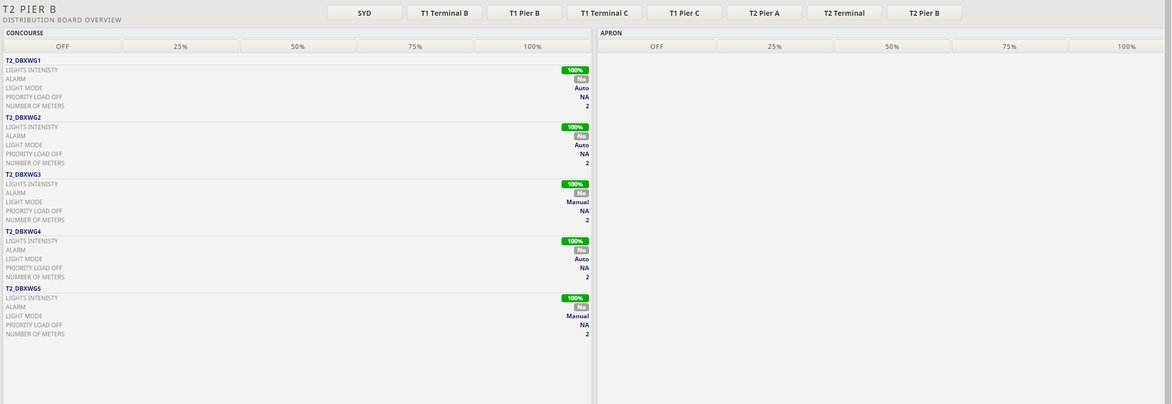 T2 PIER B
DISTRIBUTION BOARD OVERVIEW
SYD T1 Terminal B T1 Pier B T1 Terminal C T1 Pier C T2 Pier A T2 Terminal T2 Pier B
CONCOURSE
OFF 25% 50% 75% 100%
T2_DBXWG1
LIGHTS INTENISTY 100%
ALARM No
LIGHT MODE Auto
PRIORITY LOAD OFF NA
NUMBER OF METERS 2
T2_DBXWG2
LIGHTS INTENISTY 100%
ALARM No
LIGHT MODE Auto
PRIORITY LOAD OFF NA
NUMBER OF METERS 2
T2_DBXWG3
LIGHTS INTENISTY 100%
ALARM No
LIGHT MODE Manual
PRIORITY LOAD OFF NA
NUMBER OF METERS 2
T2_DBXWG4
LIGHTS INTENISTY 100%
ALARM No
LIGHT MODE Auto
PRIORITY LOAD OFF NA
NUMBER OF METERS 2
T2_DBXWG5
LIGHTS INTENISTY 100%
ALARM No
LIGHT MODE Manual
PRIORITY LOAD OFF NA
NUMBER OF METERS 2
APRON
OFF 25% 50% 75% 100%